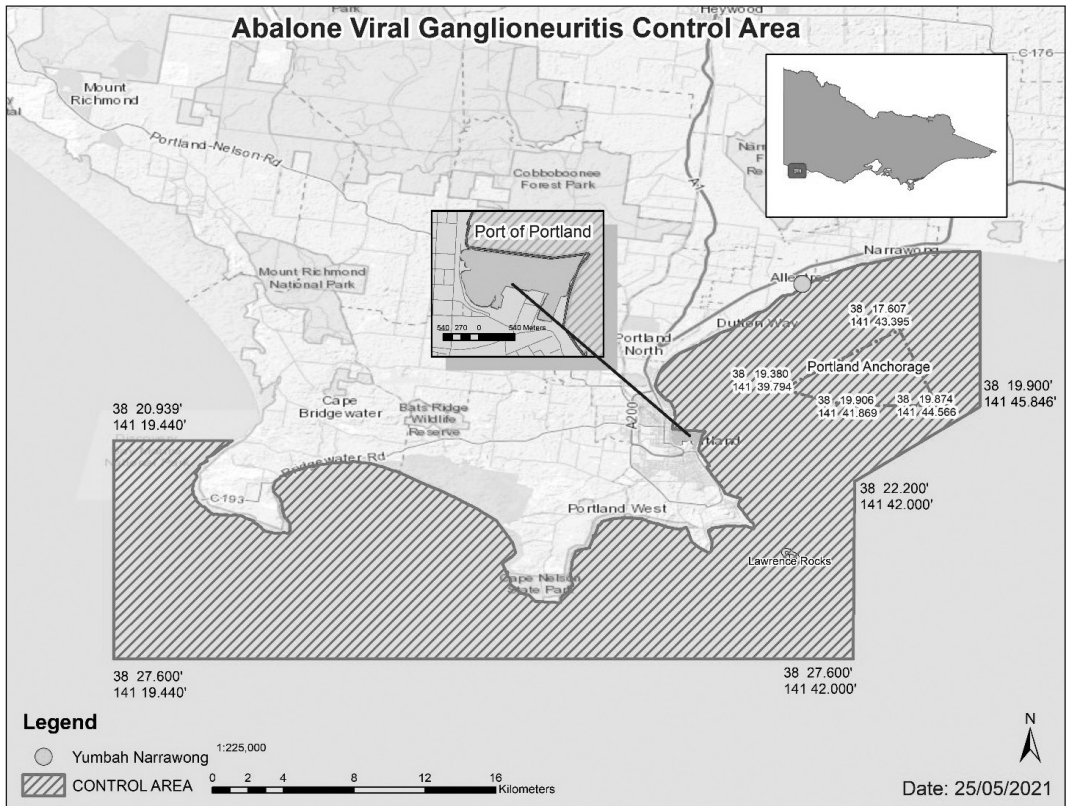 Abalone Viral Ganglioneuritis Control Area
Park
Heywood
C-176
Mount
Richmond
Portland-Nelson-Rd
Cobboboonee
Forest Park
A1
Port of Portland
540 270 0 540 Meters
Mount Richmond
National Park
Narrawong
Dutton Way
38 17.607
141 43.395
Portland
North
Portland Anchorage
38 19.380
141 39.794
38 19.906
141 41.869
38 19.874
141 44.566
38 19.900'
141 45.846'
Cape
Bridgewater
Bats Ridge
Wildlife
Reserve
A200
38 20.939'
141 19.440'
Bridgewater-Rd
C-193
38 22.200'
141 42.000'
Portland West
Lawrence Rocks
Cape Nelson
State Park
38 27.600'
141 19.440'
38 27.600'
141 42.000'
Legend
Yumbah Narrawong
1:225,000
CONTROL AREA
0 2 4 8 12 16
Kilometers
N
Date: 25/05/2021